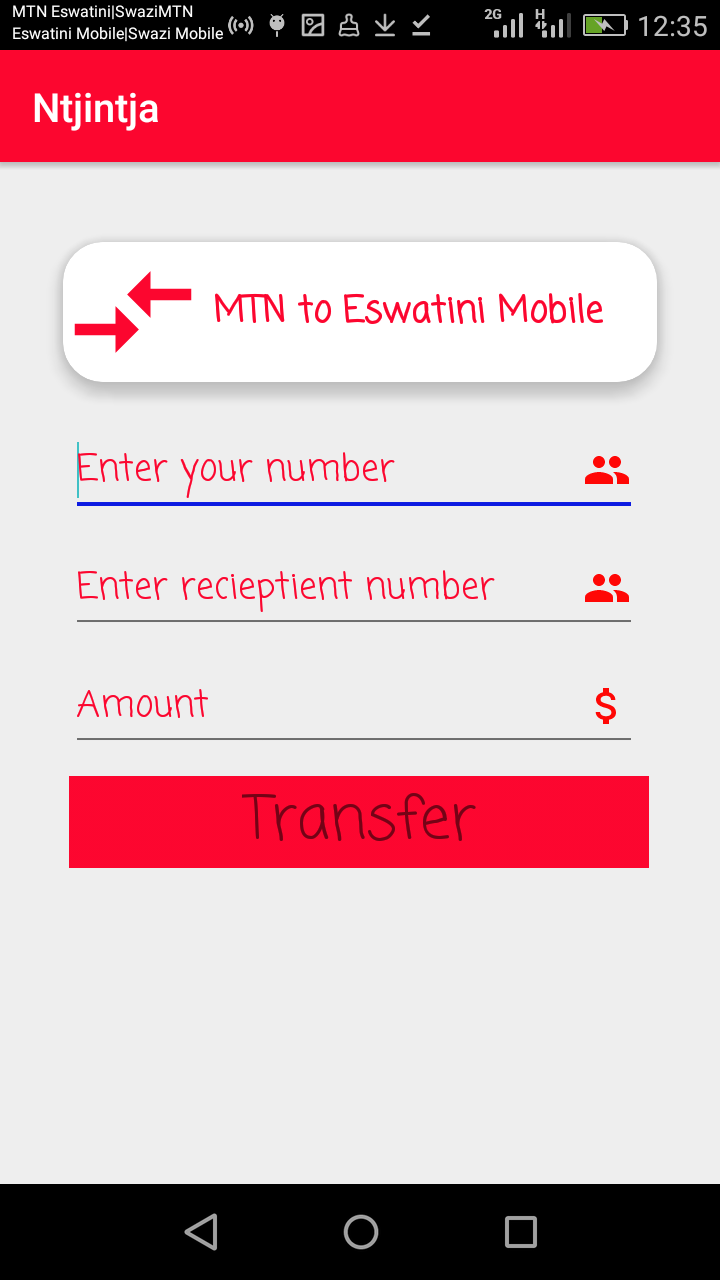 MTN Eswatini|SwaziMTN
Eswatini Mobile|Swazi Mobile
2G
H
12:35
Ntjintja
MTN to Eswatini Mobile
Enter your number
Enter recieptient number
Amount
$
Transfer